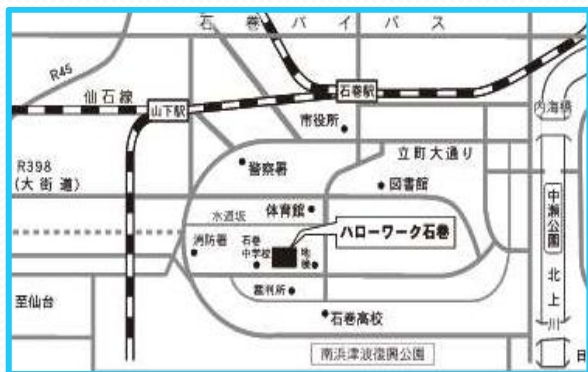 石巻バイパス
R45
仙石線
山下駅
石巻駅
内海橋
市役所
立町大通り
警察署
R398
(大街道)
図書館
中瀬公園
水道坂
体育館
ハローワーク石巻
消防署
石巻
中学校
地検
北上川
至仙台
裁判所
石巻高校
南浜津波復興公園
日